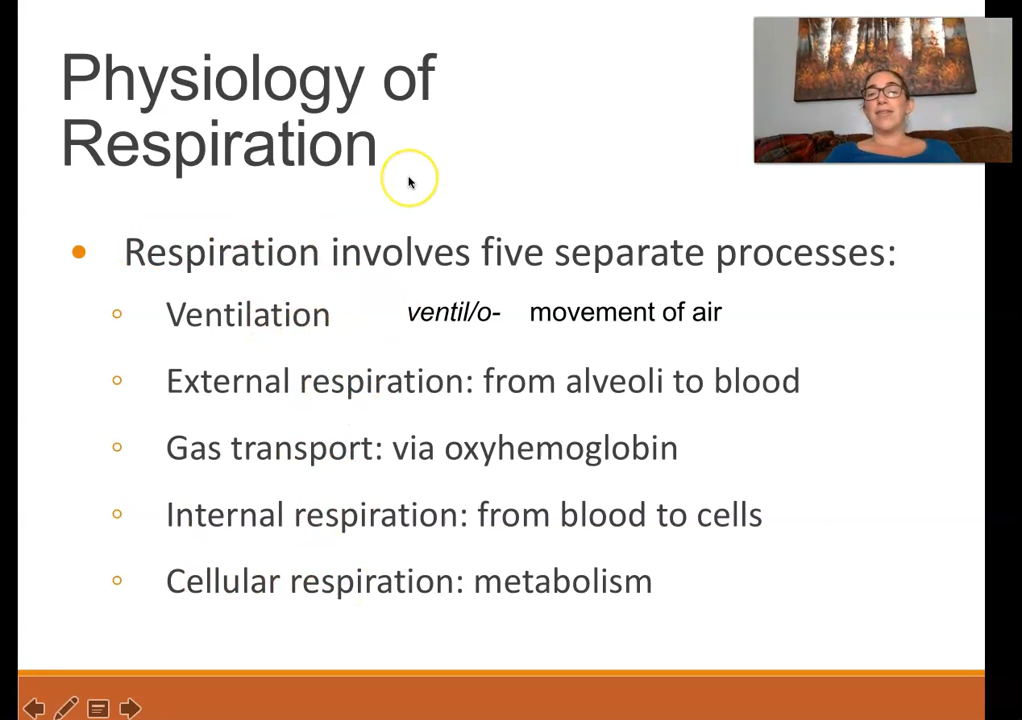 Physiology of
Respiration
• Respiration involves five separate processes:
◦ Ventilation ventil/o- movement of air
◦ External respiration: from alveoli to blood
◦ Gas transport: via oxyhemoglobin
◦ Internal respiration: from blood to cells
◦ Cellular respiration: metabolism